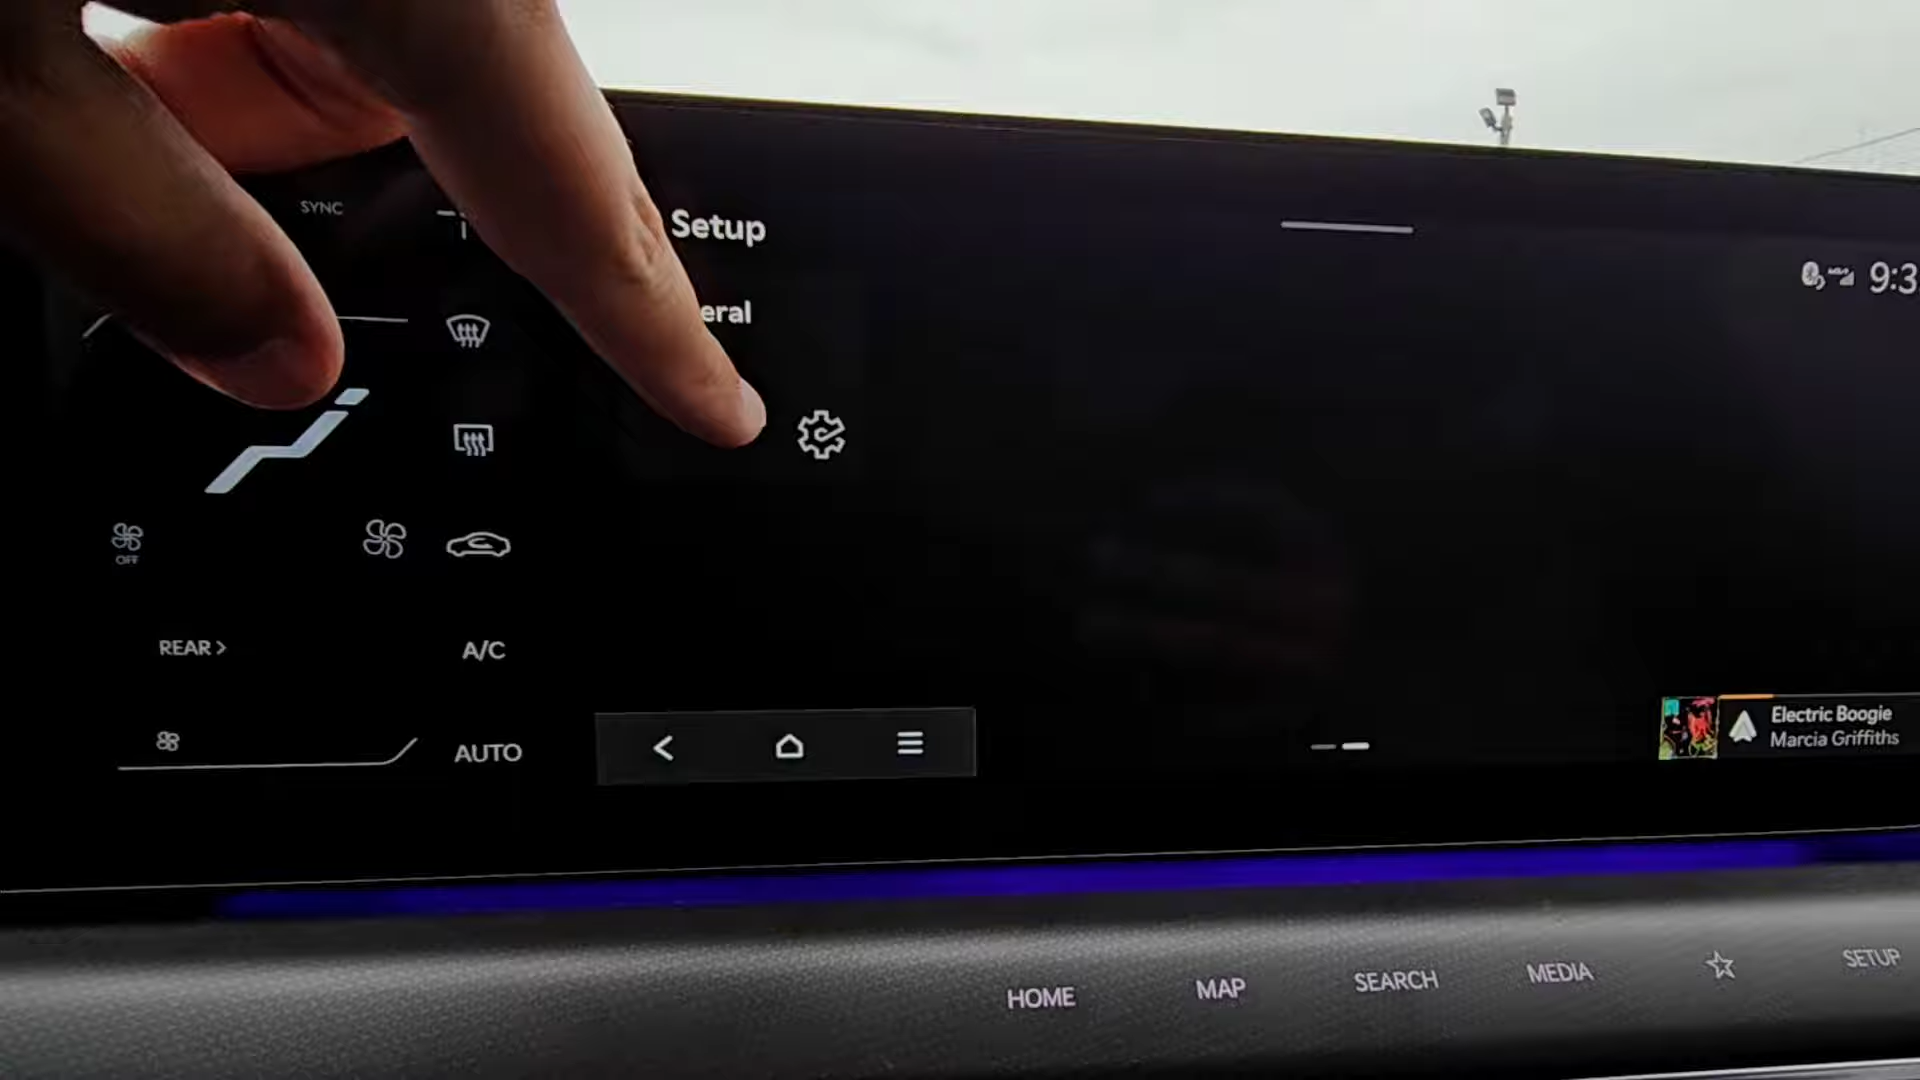 SYNC
Setup
eral
9:3
OFF
REAR >
A/C
AUTO
Electric Boogie
Marcia Griffiths
HOME
MAP
SEARCH
MEDIA
SETUP